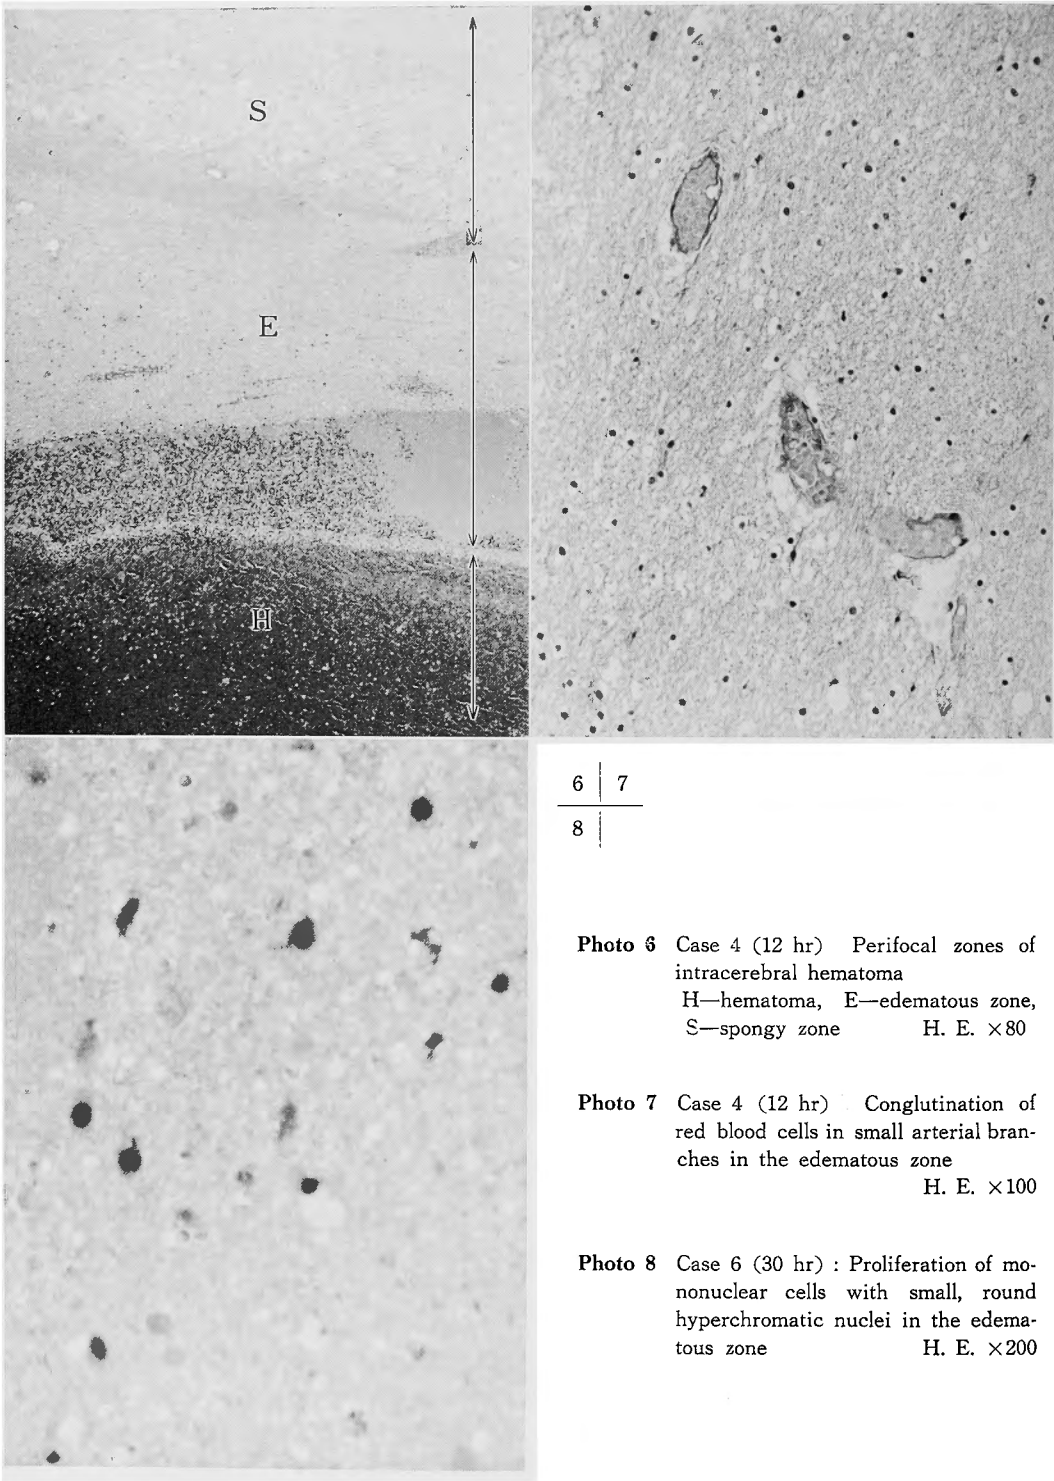 S
E
H
6 7
8
Photo 6 Case 4 (12 hr) Perifocal zones of
intracerebral hematoma
H—hematoma, E—edematous zone,
S—spongy zone H. E. ×80
Photo 7 Case 4 (12 hr) Conglutination of
red blood cells in small arterial bran-
ches in the edematous zone
H. E. ×100
Photo 8 Case 6 (30 hr) : Proliferation of mo-
nonuclear cells with small, round
hyperchromatic nuclei in the edema-
tous zone H. E. ×200